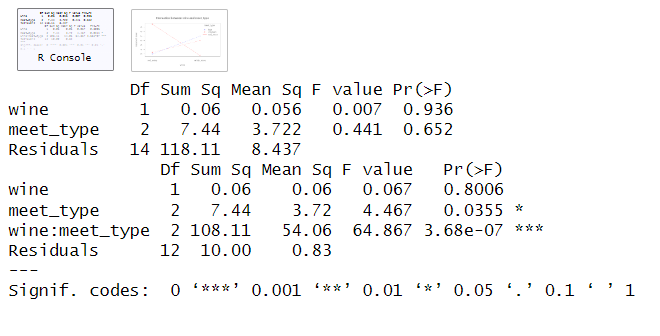 R Console
Df Sum Sq Mean Sq F value Pr(>F)
wine 1 0.06 0.056 0.007 0.936
meet_type 2 7.44 3.722 0.441 0.652
Residuals 14 118.11 8.437
Df Sum Sq Mean Sq F value Pr(>F)
wine 1 0.06 0.06 0.067 0.8006
meet_type 2 7.44 3.72 4.467 0.0355 *
wine:meet_type 2 108.11 54.06 64.867 3.68e-07 ***
Residuals 12 10.00 0.83
---
Signif. codes: 0 ‘***’ 0.001 ‘**’ 0.01 ‘*’ 0.05 ‘.’ 0.1 ‘ ’ 1